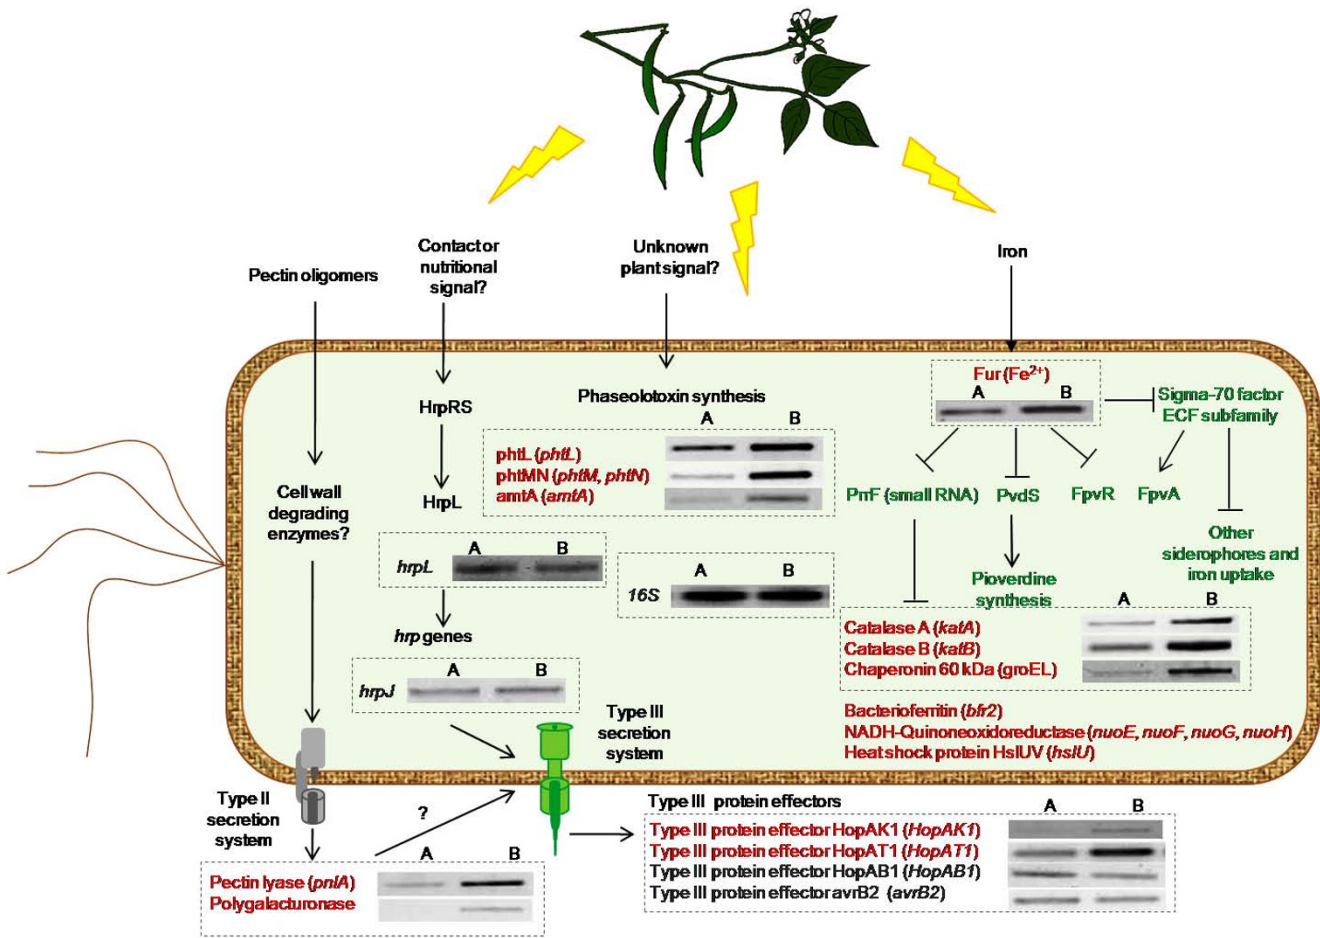 Pectin oligomers
Contact or
nutritional
signal?
Unknown
plant signal?
Iron
HrpRS
HrpL
Cell wall
degrading
enzymes?
Phaseolotoxin synthesis
A B
phtL (phtL)
phtMN (phtM, phtN)
amtA (amtA)
Fur (Fe2+)
A B
Sigma-70 factor
ECF subfamily
PrrF (small RNA)
PvdS
FpvR
FpvA
Pioverdine
synthesis
Other
siderophores and
iron uptake
A B
hrpL
A B
16S
hrp genes
A B
hrpJ
A B
Catalase A (katA)
Catalase B (katB)
Chaperonin 60 kDa (groEL)
Bacterioferritin (bfr2)
NADH-Quinoneoxidoreductase (nuoE, nuoF, nuoG, nuoH)
Heat shock protein HslUV (hslU)
Type III
secretion
system
Type II
secretion
system
?
A B
Pectin lyase (pnlA)
Polygalacturonase
Type III protein effectors
A B
Type III protein effector HopAK1 (HopAK1)
Type III protein effector HopAT1 (HopAT1)
Type III protein effector HopAB1 (HopAB1)
Type III protein effector avrB2 (avrB2)